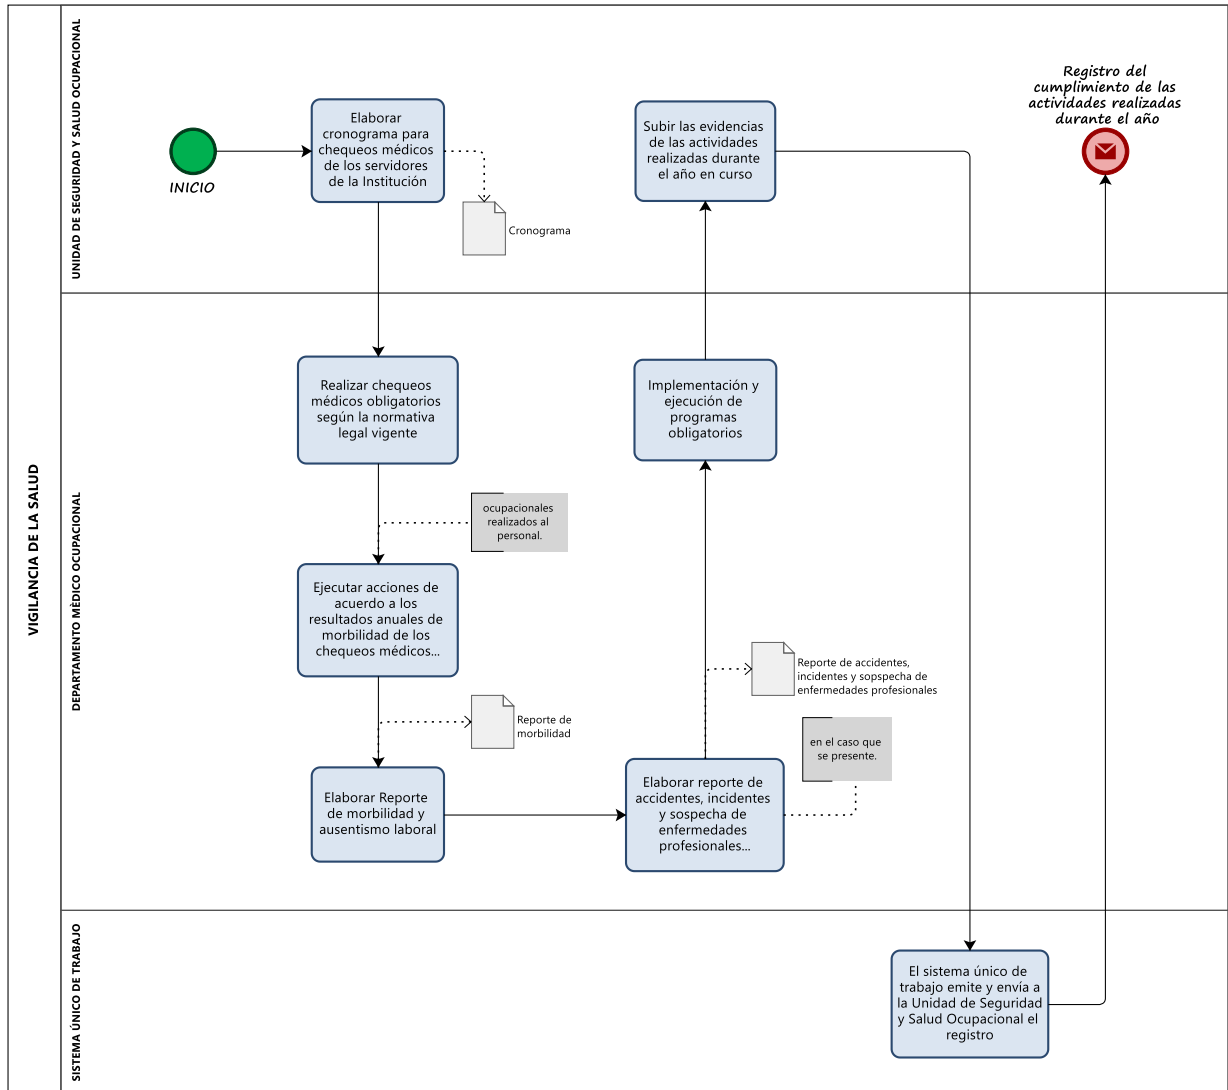 VIGILANCIA DE LA SALUD
UNIDAD DE SEGURIDAD Y SALUD OCUPACIONAL
INICIO
Elaborar
cronograma para
chequeos médicos
de los servidores
de la Institución
Cronograma
Subir las evidencias
de las actividades
realizadas durante
el año en curso
Registro del
cumplimiento de las
actividades realizadas
durante el año
DEPARTAMENTO MÈDICO OCUPACIONAL
Realizar chequeos
médicos obligatorios
según la normativa
legal vigente
ocupacionales
realizados al
personal.
Ejecutar acciones de
acuerdo a los
resultados anuales de
morbilidad de los
chequeos médicos...
Reporte de
morbilidad
Elaborar Reporte
de morbilidad y
ausentismo laboral
Elaborar reporte de
accidentes, incidentes
y sospecha de
enfermedades
profesionales...
en el caso que
se presente.
Reporte de accidentes,
incidentes y sopspecha de
enfermedades profesionales
Implementación y
ejecución de
programas
obligatorios
SISTEMA ÚNICO DE TRABAJO
El sistema único de
trabajo emite y envía a
la Unidad de Seguridad
y Salud Ocupacional el
registro